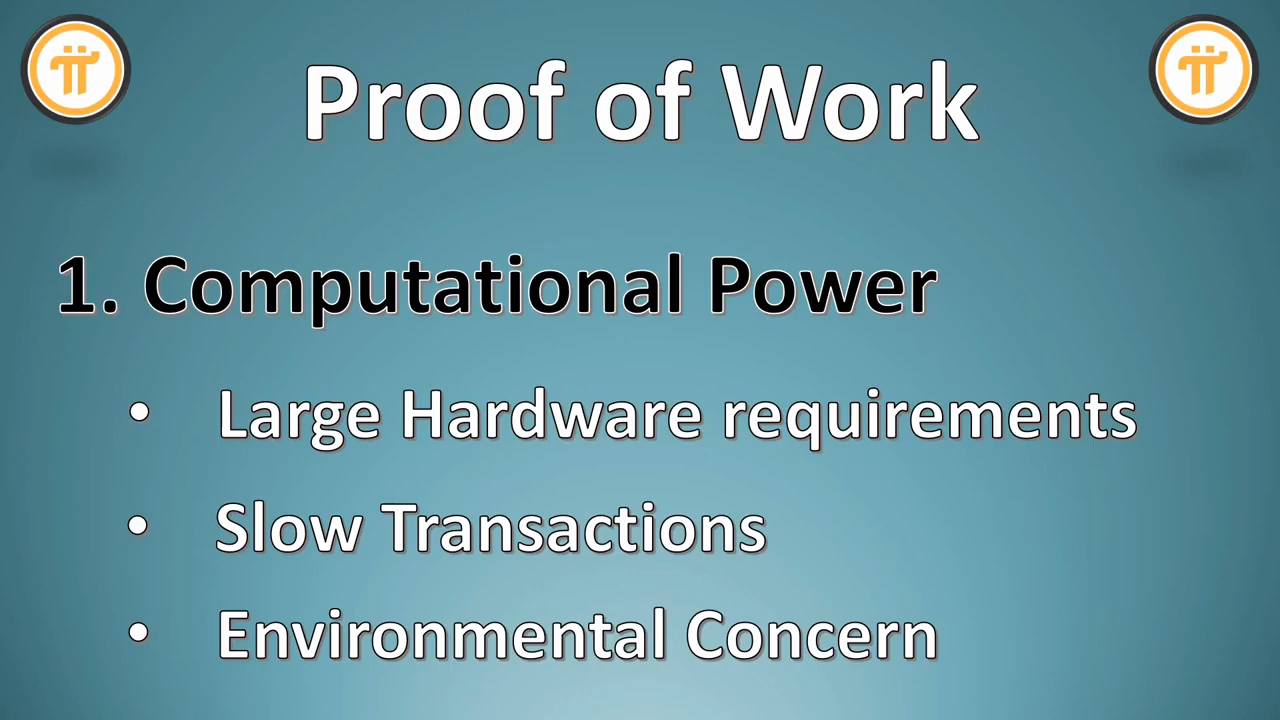 Proof of Work
1. Computational Power
• Large Hardware requirements
• Slow Transactions
• Environmental Concern